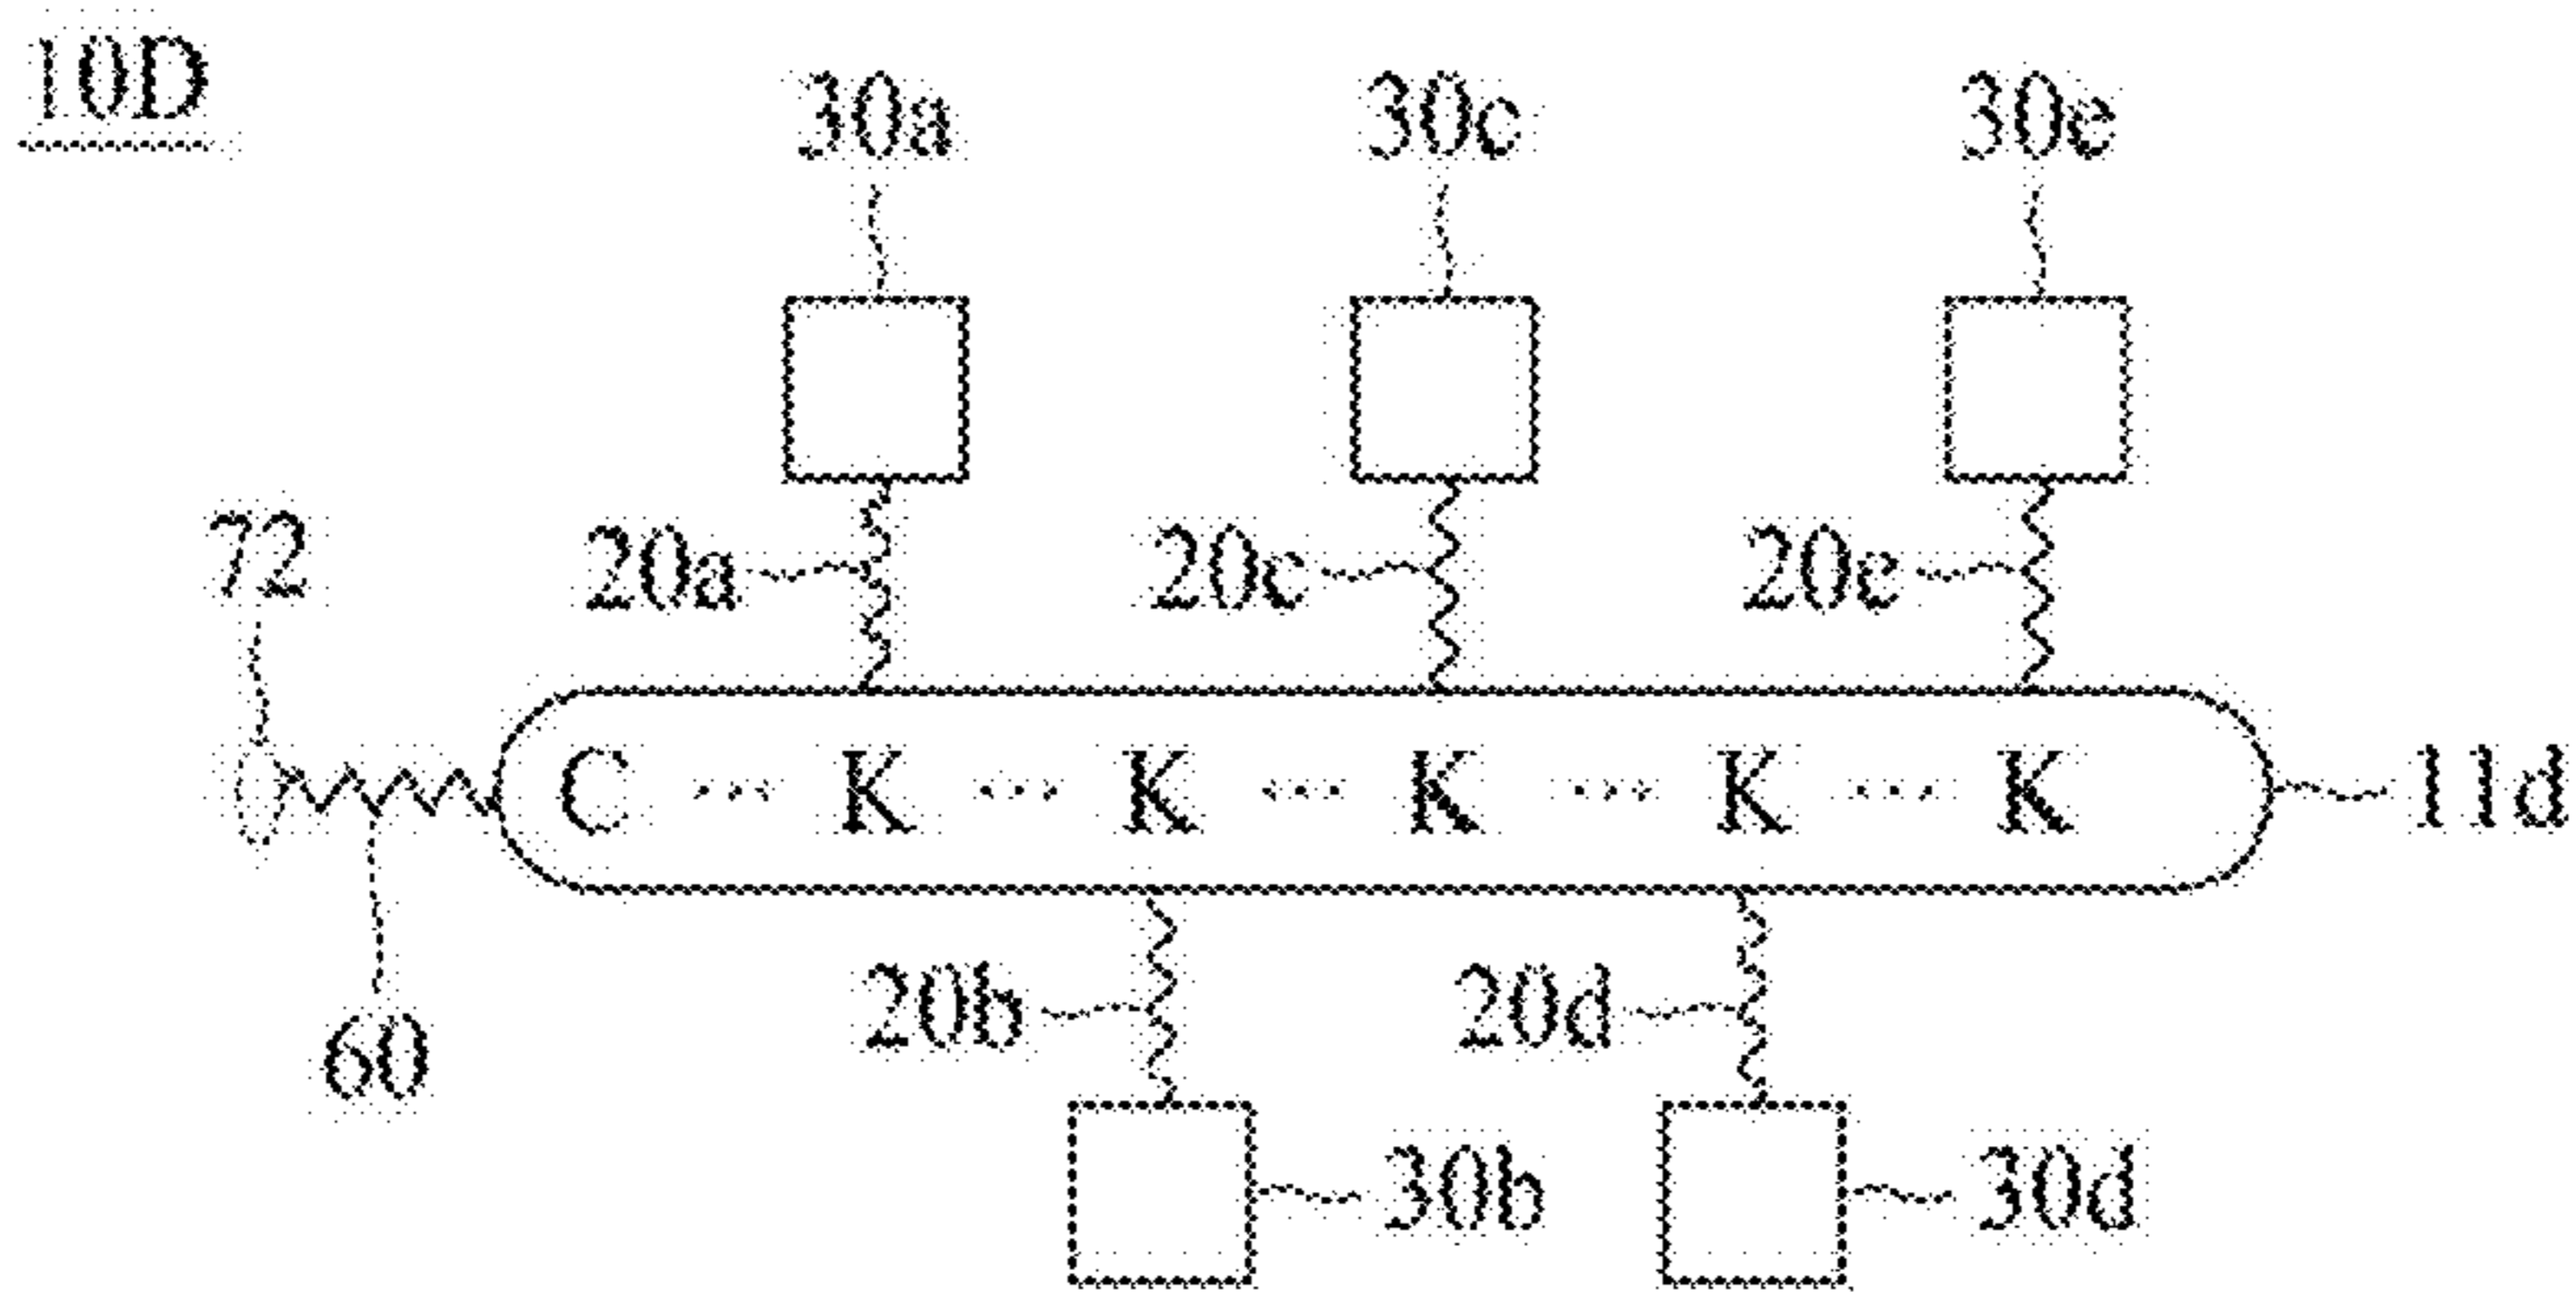 10D
30a 30c 30e
72 20a 20c 20e
C ··· K ··· K ··· K ··· K ··· K 11d
60 20b 20d
30b 30d